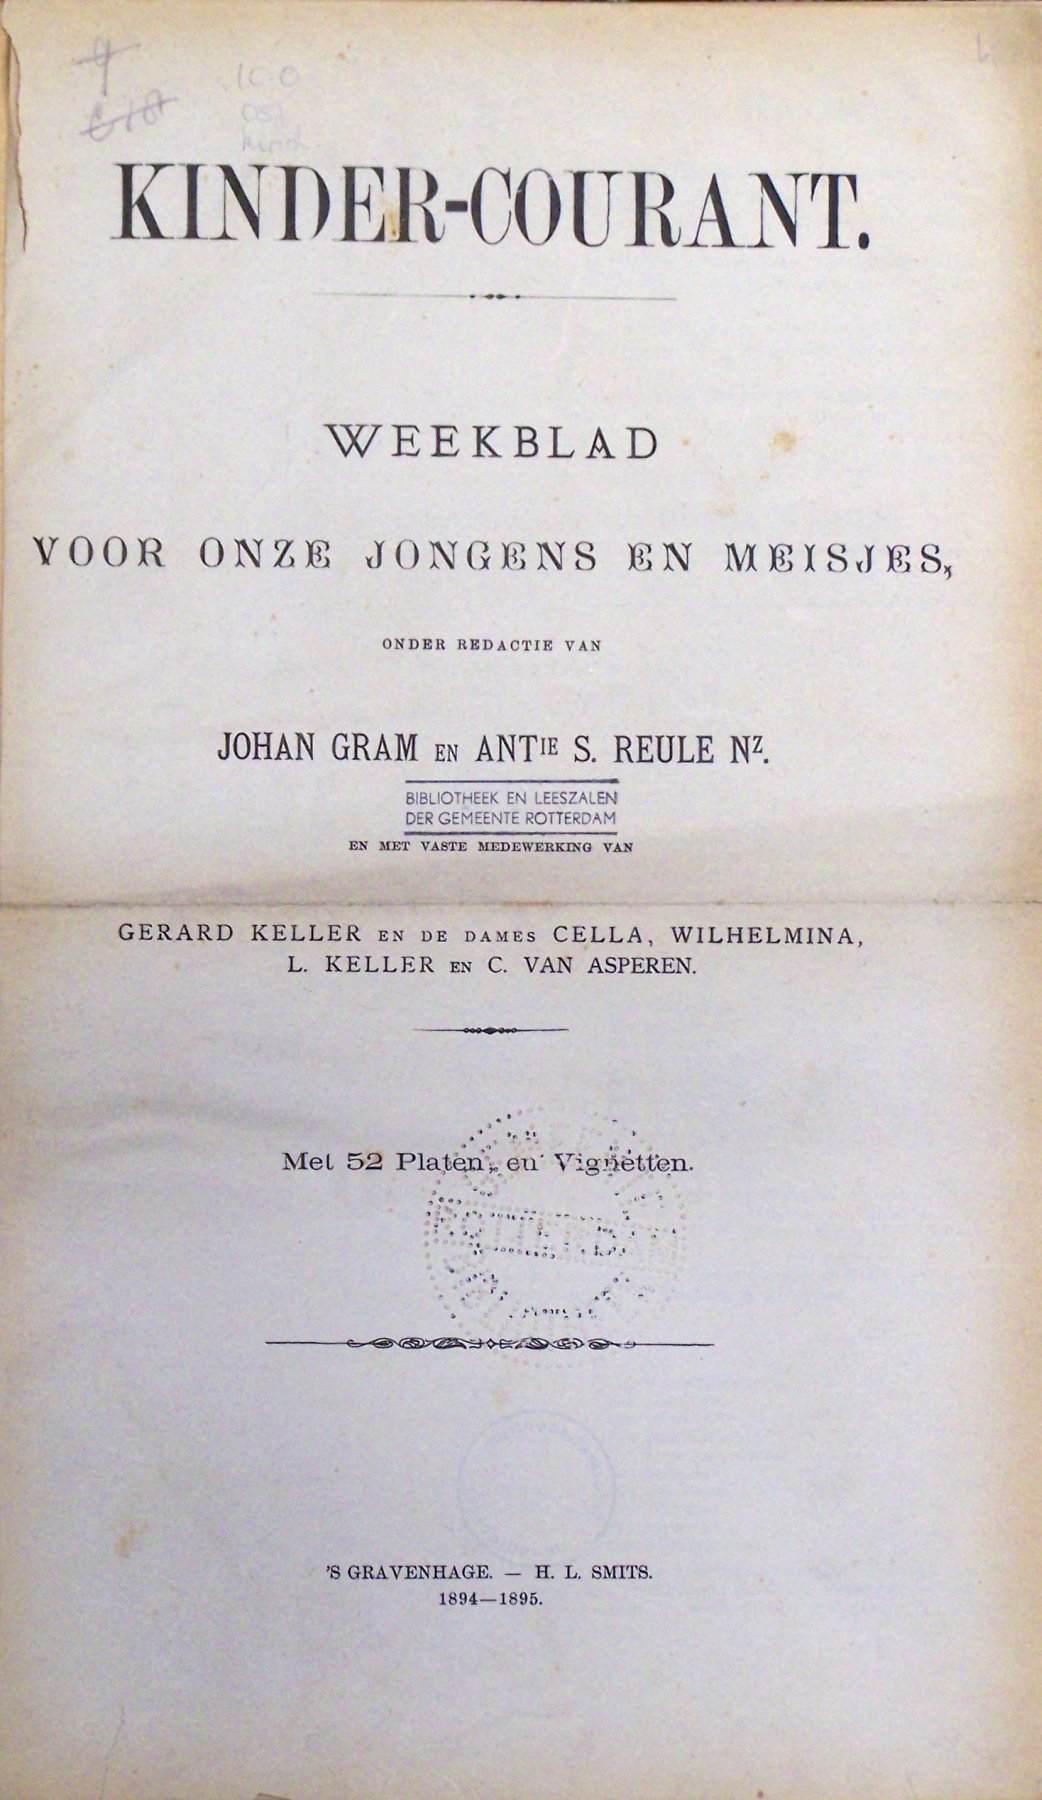 KINDER-COURANT.
WEEKBLAD
VOOR ONZE JONGENS EN MEISJES,
ONDER REDACTIE VAN
JOHAN GRAM EN ANTIE S. REULE NZ.
BIBLIOTHEEK EN LEESZALEN
DER GEMEENTE ROTTERDAM
EN MET VASTE MEDEWERKING VAN
GERARD KELLER EN DE DAMES CELLA, WILHELMINA,
L. KELLER EN C. VAN ASPEREN.
Met 52 Platen, en Vignetten.
'S GRAVENHAGE. — H. L. SMITS.
1894—1895.